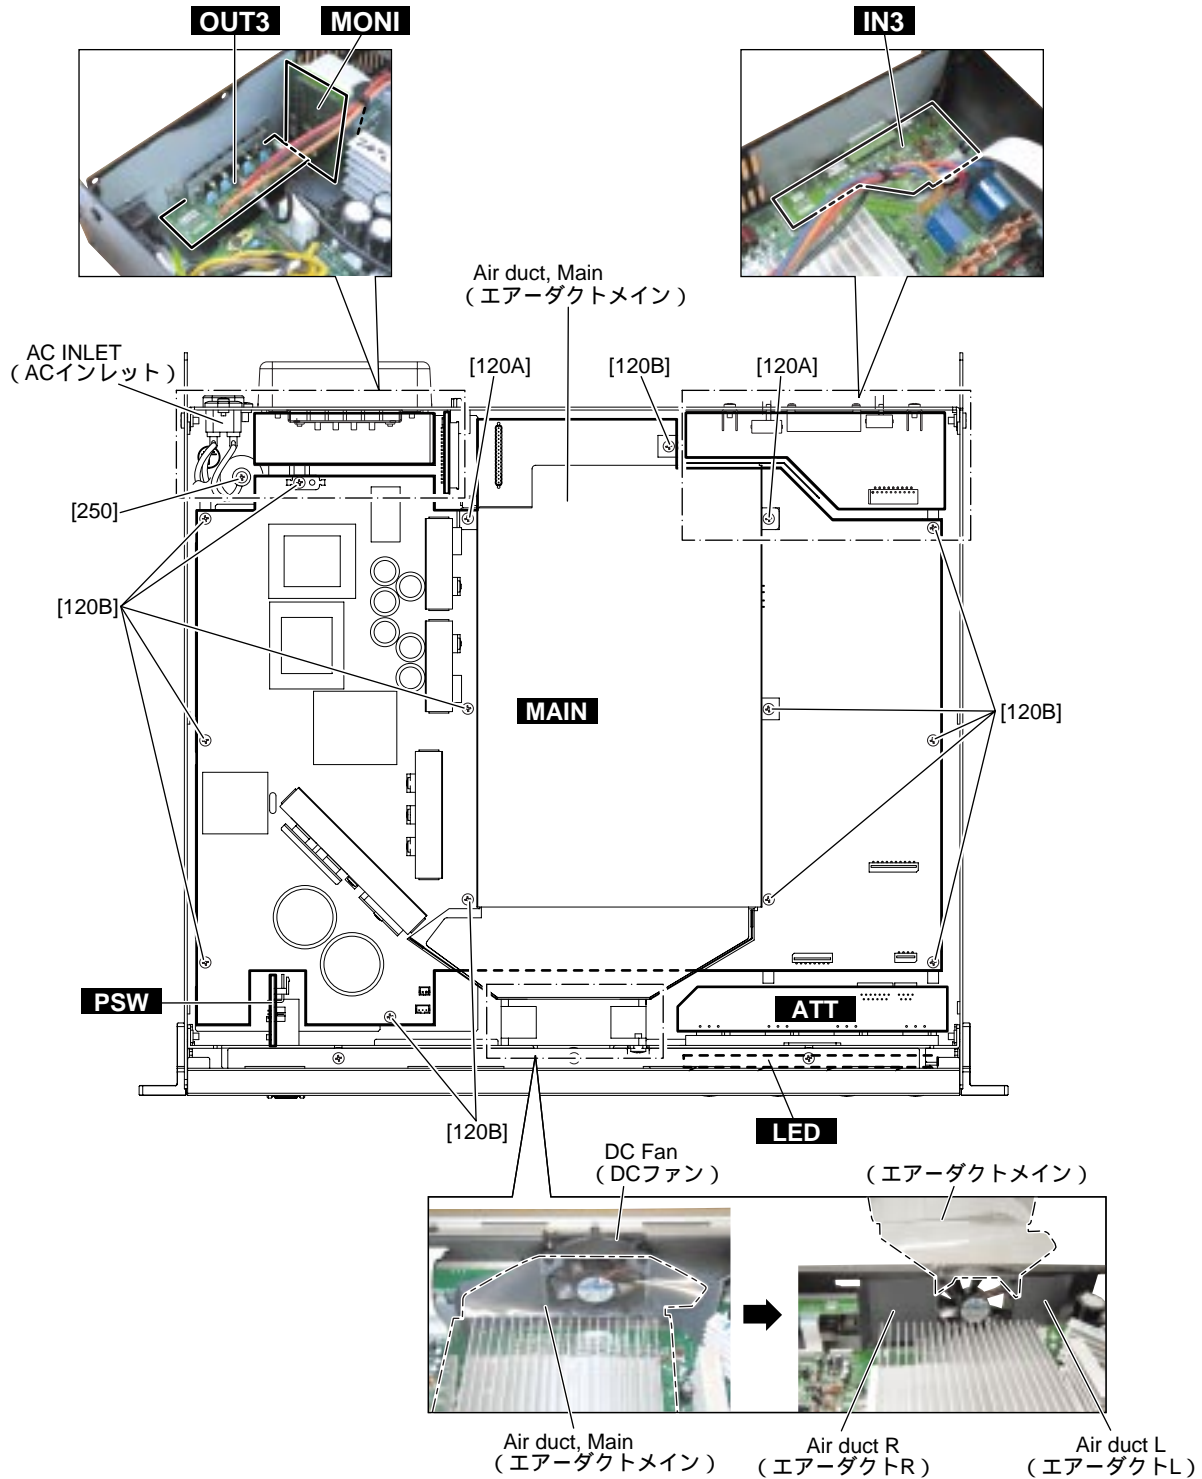 OUT3
MONI
IN3
Air duct, Main
（エアーダクトメイン）
AC INLET
（ACインレット）
[120A]
[120B]
[120A]
[250]
[120B]
MAIN
[120B]
PSW
ATT
[120B]
LED
DC Fan
（DCファン）
（エアーダクトメイン）
Air duct, Main
（エアーダクトメイン）
Air duct R
（エアーダクトR）
Air duct L
（エアーダクトL）